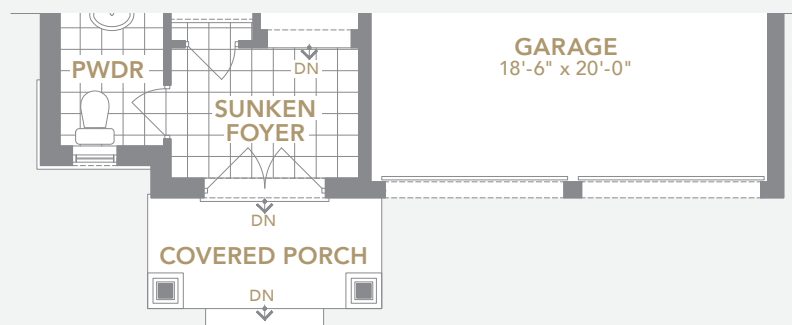 GARAGE
18'-6" x 20'-0"
PWDR
DN
SUNKEN
FOYER
DN
COVERED PORCH
DN